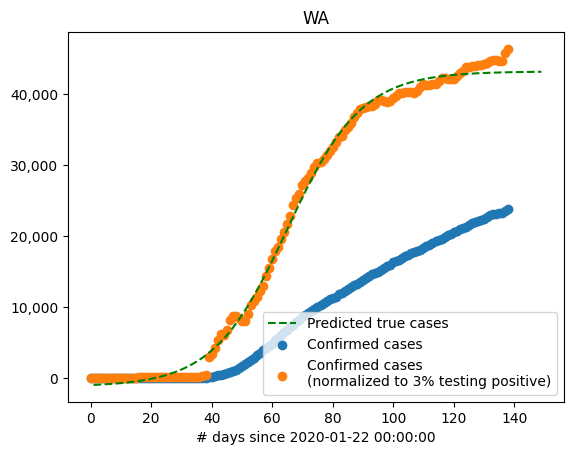 WA
40,000
30,000
20,000
10,000
0
Predicted true cases
Confirmed cases
Confirmed cases
(normalized to 3% testing positive)
0 20 40 60 80 100 120 140
# days since 2020-01-22 00:00:00